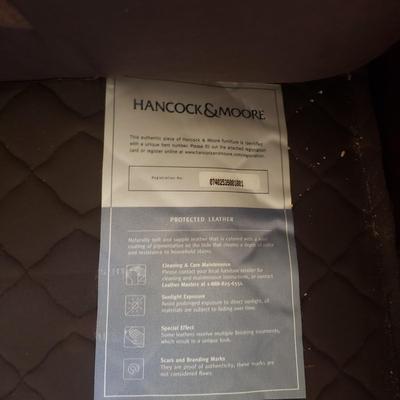 HANCOCK & MOORE
This authentic piece of Hancock & Moore furniture is identified
with a unique item number. Please fill out the attached registration
card or register online at www.hancockandmoore.com/registration.
Registration No:
PROTECTED LEATHER
Naturally soft and supple leather that is colored with a
coating of pigmentation on the hide that creates a depth of color
and resistance to household stains.
Cleaning & Care Maintenance
Please contact your local furniture retailer for
cleaning and maintenance instructions, or contact
Leather Masters at 1-888-825-6551.
Sunlight Exposure
Avoid prolonged exposure to direct sunlight, all
materials are subject to fading over time.
Special Effect
Some leathers receive multiple finishing treatments,
which result in a unique look.
Scars and Branding Marks
They are proof of authenticity; these marks are
not considered flaws.